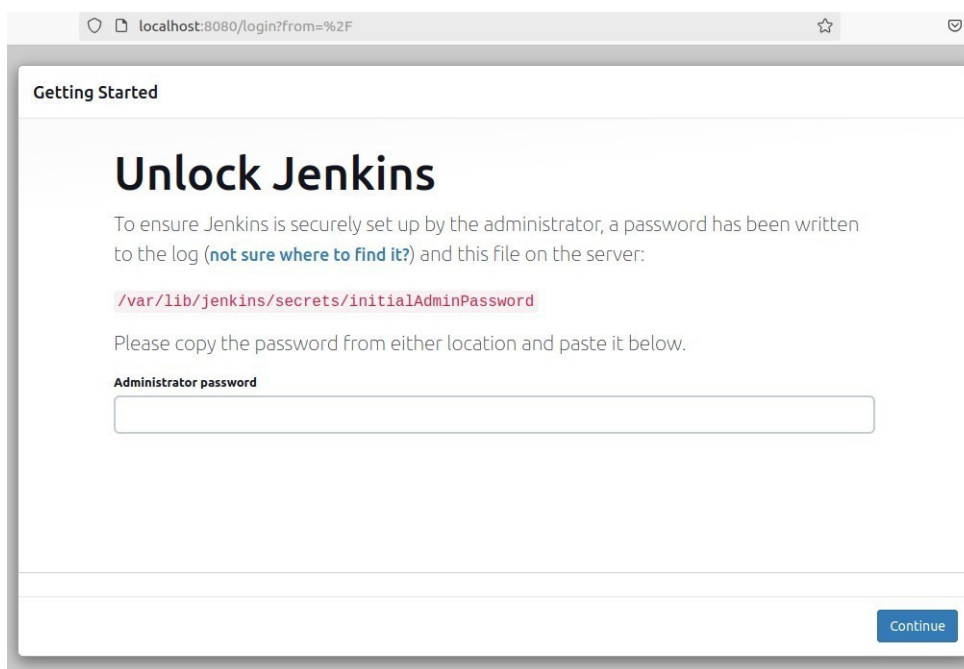 localhost:8080/login?from=%2F
Getting Started
Unlock Jenkins
To ensure Jenkins is securely set up by the administrator, a password has been written
to the log (not sure where to find it?) and this file on the server:
/var/lib/jenkins/secrets/initialAdminPassword
Please copy the password from either location and paste it below.
Administrator password
Continue